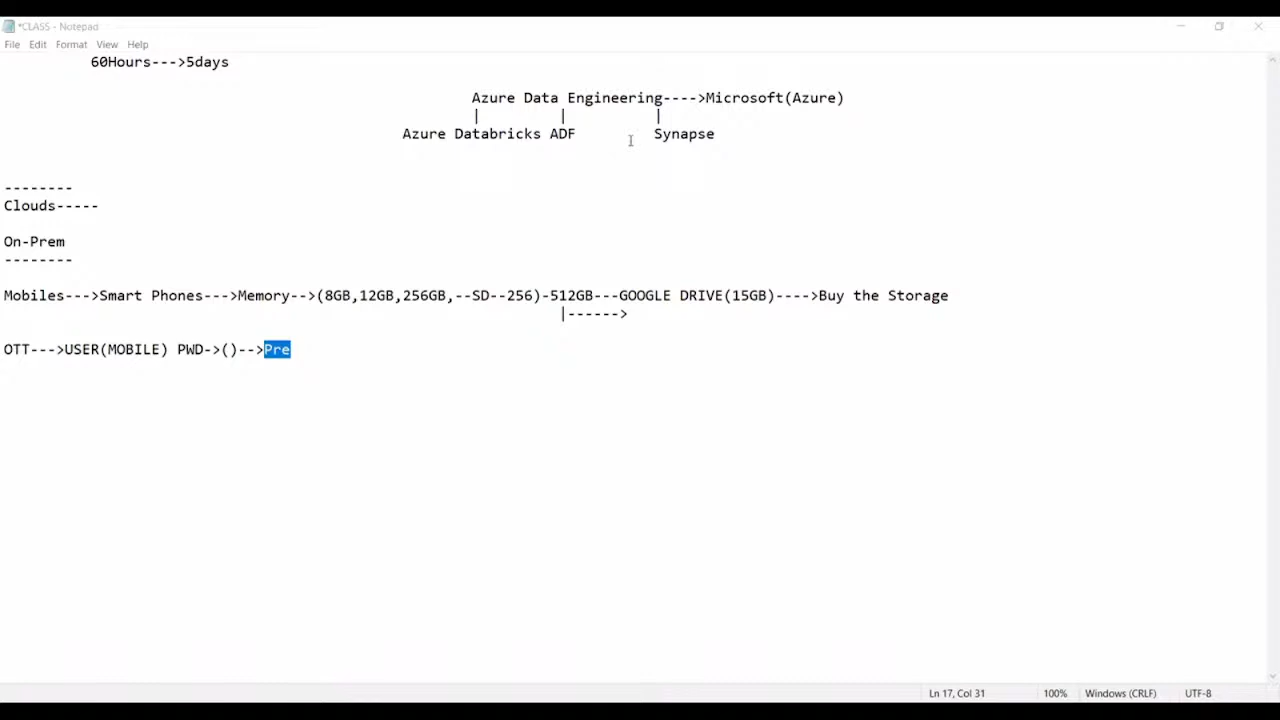 *CLASS - Notepad
File Edit Format View Help
60Hours--->5days
Azure Data Engineering---->Microsoft(Azure)
| | |
Azure Databricks ADF Synapse
--------
Clouds-----
On-Prem
--------
Mobiles--->Smart Phones--->Memory-->(8GB,12GB,256GB,--SD--256)-512GB---GOOGLE DRIVE(15GB)---->Buy the Storage
|------>
OTT--->USER(MOBILE) PWD->()-->Pre
Ln 17, Col 31 100% Windows (CRLF) UTF-8